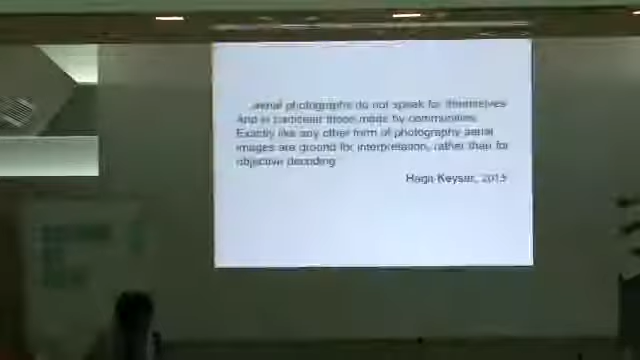 aerial photographs do not speak for themselves
And in particular those made by communities.
Exactly like any other form of photography aerial
images are ground for interpretation, rather than for
objective decoding
Hagit Keysar, 2015